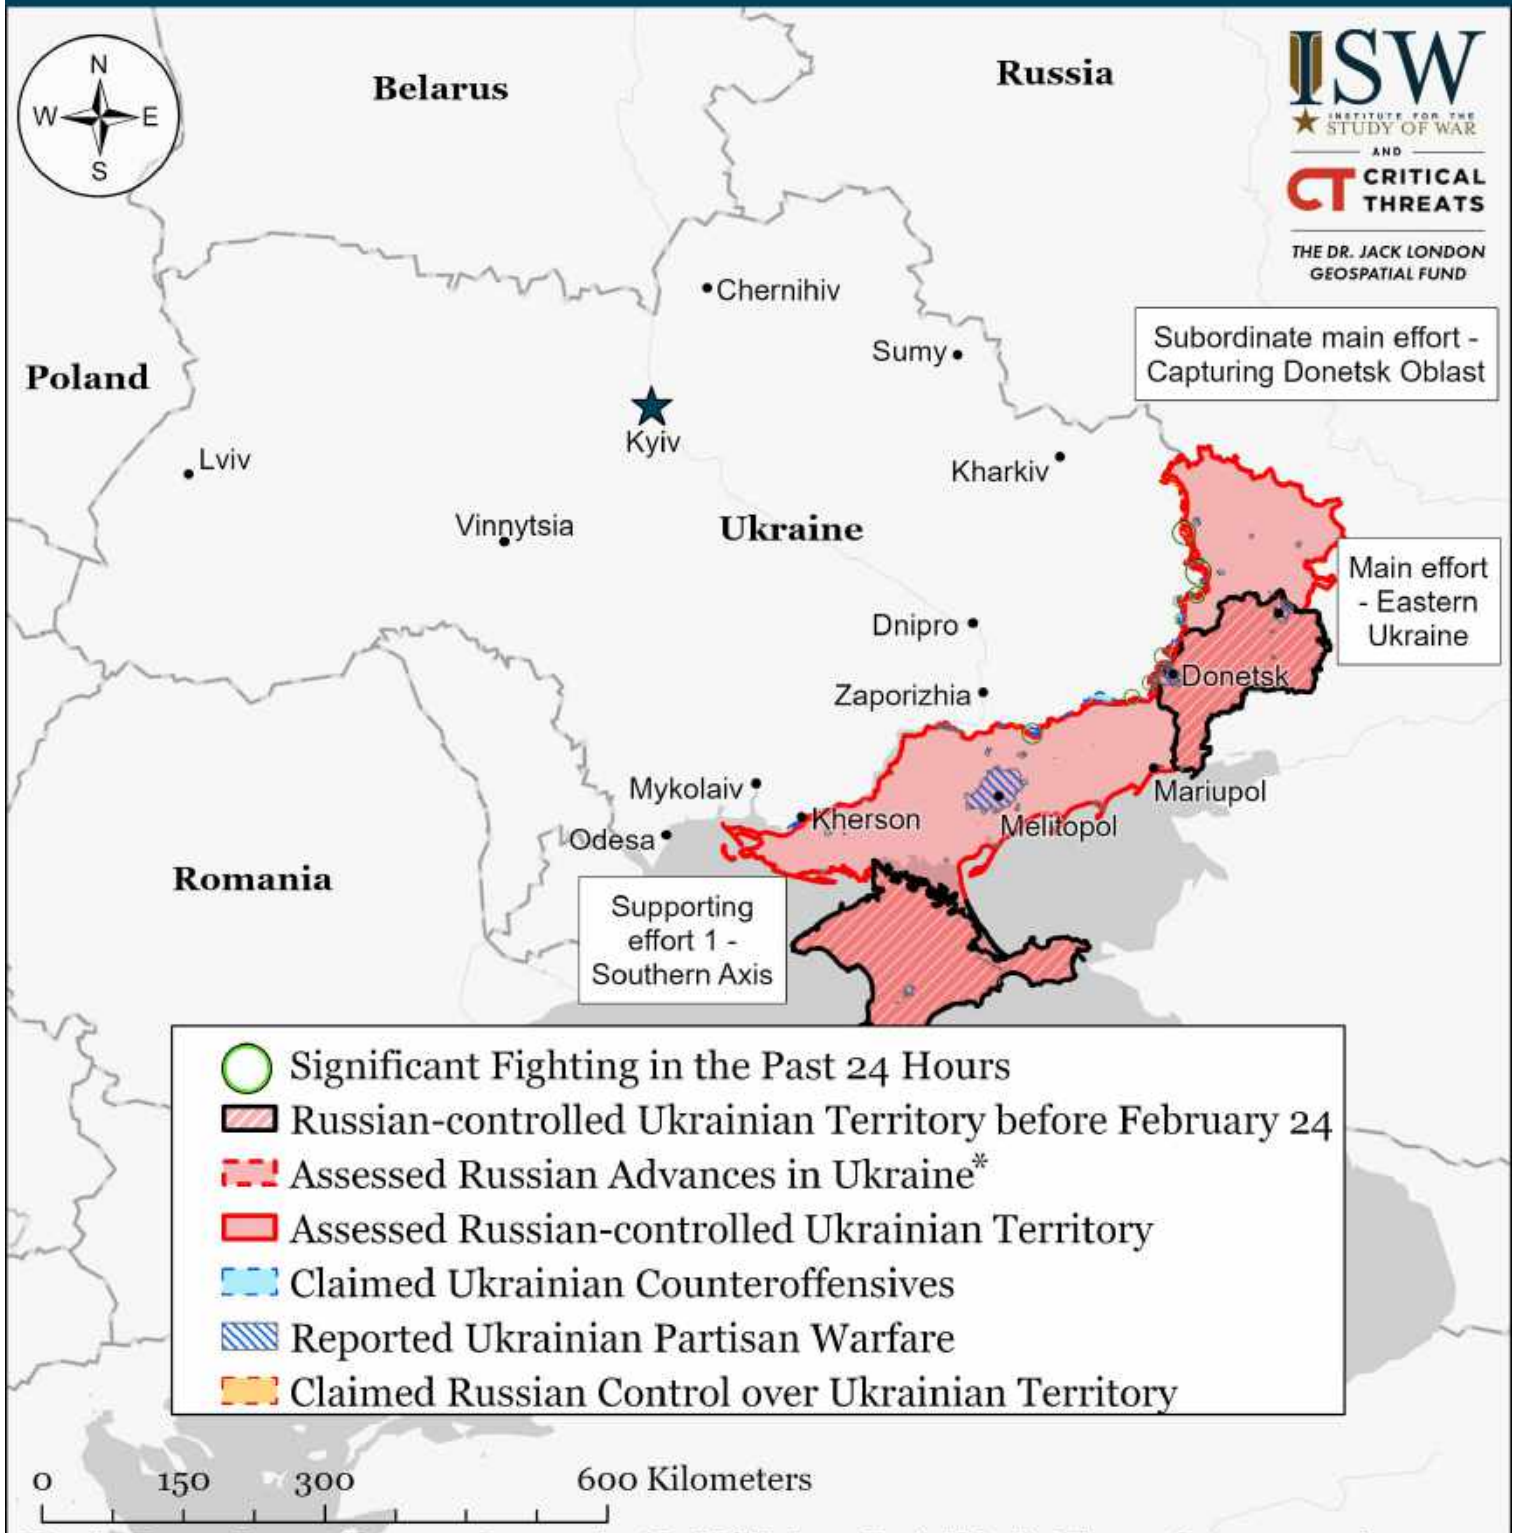 N
W E
S
Belarus
Russia
ISW
INSTITUTE FOR THE
STUDY OF WAR
AND
CT CRITICAL
THREATS
THE DR. JACK LONDON
GEOSPATIAL FUND
Chernihiv
Subordinate main effort -
Capturing Donetsk Oblast
Sumy
Poland
Kyiv
Lviv
Kharkiv
Vinnytsia
Ukraine
Main effort
- Eastern
Ukraine
Dnipro
Donetsk
Zaporizhia
Mykolaiv
Mariupol
Kherson
Melitopol
Odesa
Romania
Supporting
effort 1 -
Southern Axis
Significant Fighting in the Past 24 Hours
Russian-controlled Ukrainian Territory before February 24
Assessed Russian Advances in Ukraine*
Assessed Russian-controlled Ukrainian Territory
Claimed Ukrainian Counteroffensives
Reported Ukrainian Partisan Warfare
Claimed Russian Control over Ukrainian Territory
0 150 300 600 Kilometers